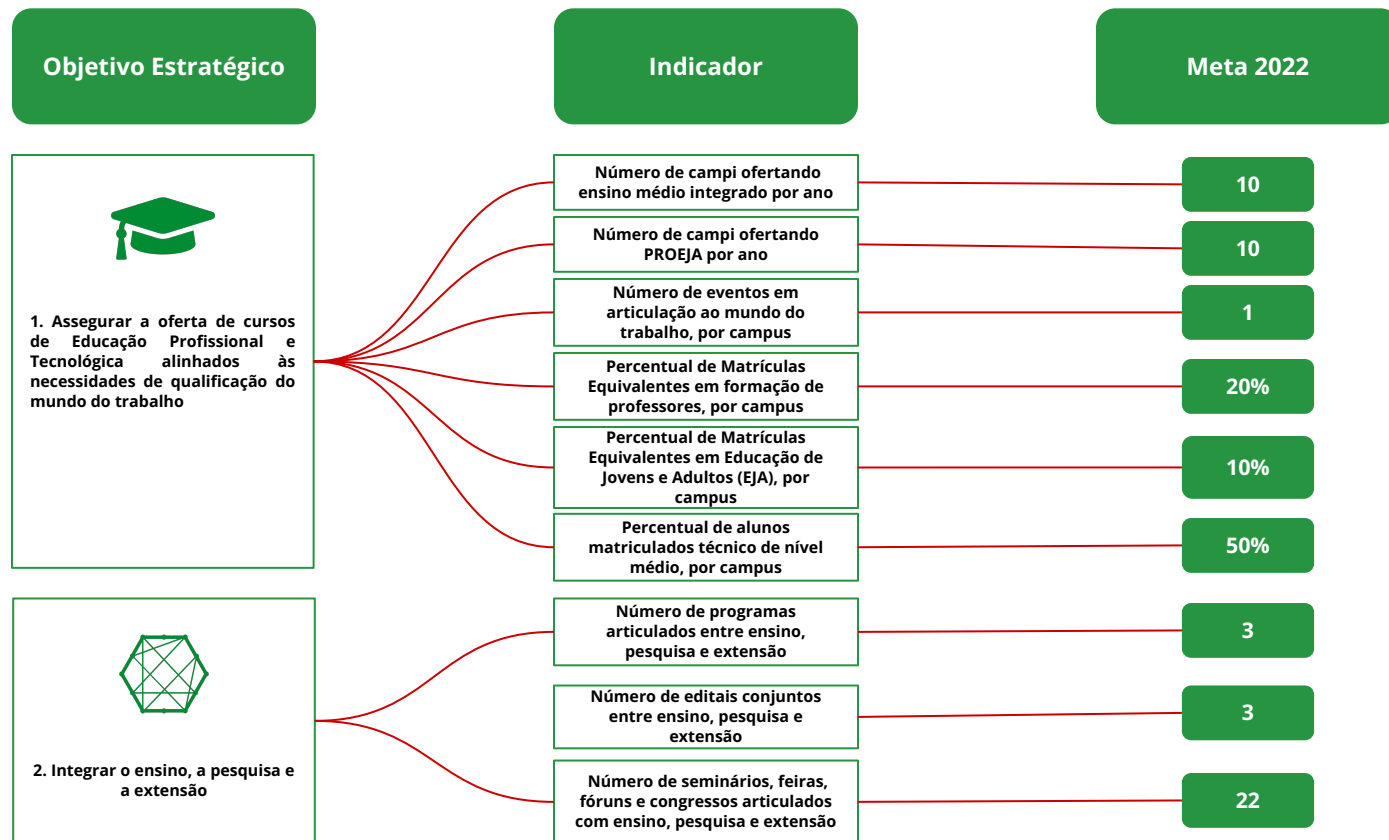 Objetivo Estratégico
Indicador
Meta 2022
1. Assegurar a oferta de cursos
de Educação Profissional e
Tecnológica alinhados às
necessidades de qualificação do
mundo do trabalho
Número de campi ofertando
ensino médio integrado por ano
10
Número de campi ofertando
PROEJA por ano
10
Número de eventos em
articulação ao mundo do
trabalho, por campus
1
Percentual de Matrículas
Equivalentes em formação de
professores, por campus
20%
Percentual de Matrículas
Equivalentes em Educação de
Jovens e Adultos (EJA), por
campus
10%
Percentual de alunos
matriculados técnico de nível
médio, por campus
50%
2. Integrar o ensino, a pesquisa e
a extensão
Número de programas
articulados entre ensino,
pesquisa e extensão
3
Número de editais conjuntos
entre ensino, pesquisa e
extensão
3
Número de seminários, feiras,
fóruns e congressos articulados
com ensino, pesquisa e extensão
22